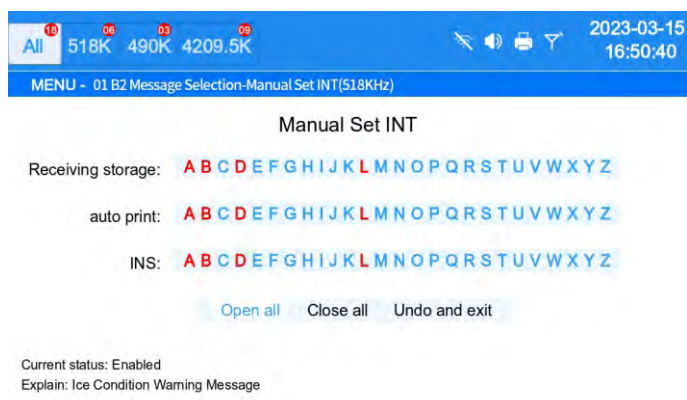 18 06 03 09
All 518K 490K 4209.5K
2023-03-15
16:50:40
MENU - 01 B2 Message Selection-Manual Set INT(518KHz)
Manual Set INT
Receiving storage: A B C D E F G H I J K L M N O P Q R S T U V W X Y Z
auto print: A B C D E F G H I J K L M N O P Q R S T U V W X Y Z
INS: A B C D E F G H I J K L M N O P Q R S T U V W X Y Z
Open all Close all Undo and exit
Current status: Enabled
Explain: Ice Condition Warning Message